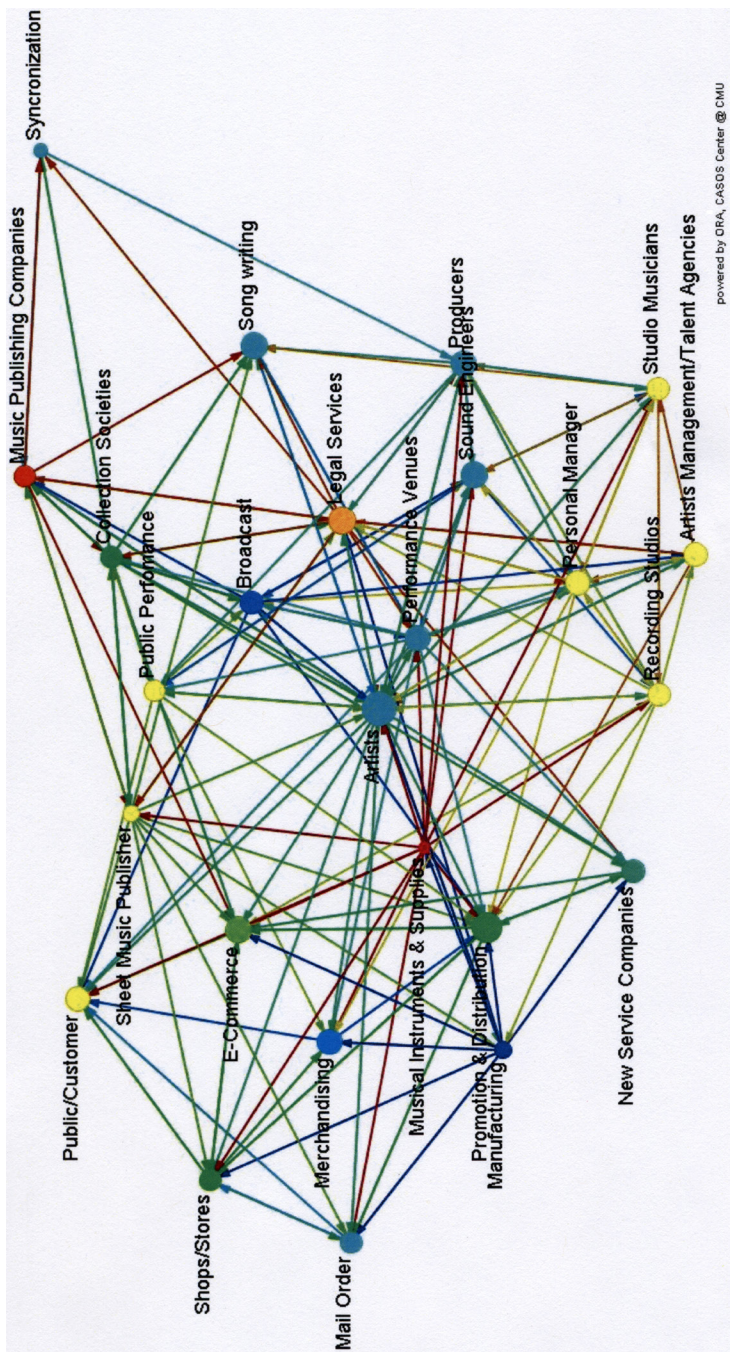 Music Publishing Companies
Syncronization
Public/Customer
Collection Societies
Sheet Music Publisher
Public Perfomance
Shops/Stores
E-Commerce
Broadcast
Song writing
Merchandising
Legal Services
Mail Order
Artists
Performance Venues
Musical Instruments & Supplies
Producers
Sound Engineers
Promotion & Distribution
Manufacturing
Personal Manager
New Service Companies
Recording Studios
Studio Musicians
Artists Management/Talent Agencies
powered by ORA, CASOS Center @ CMU